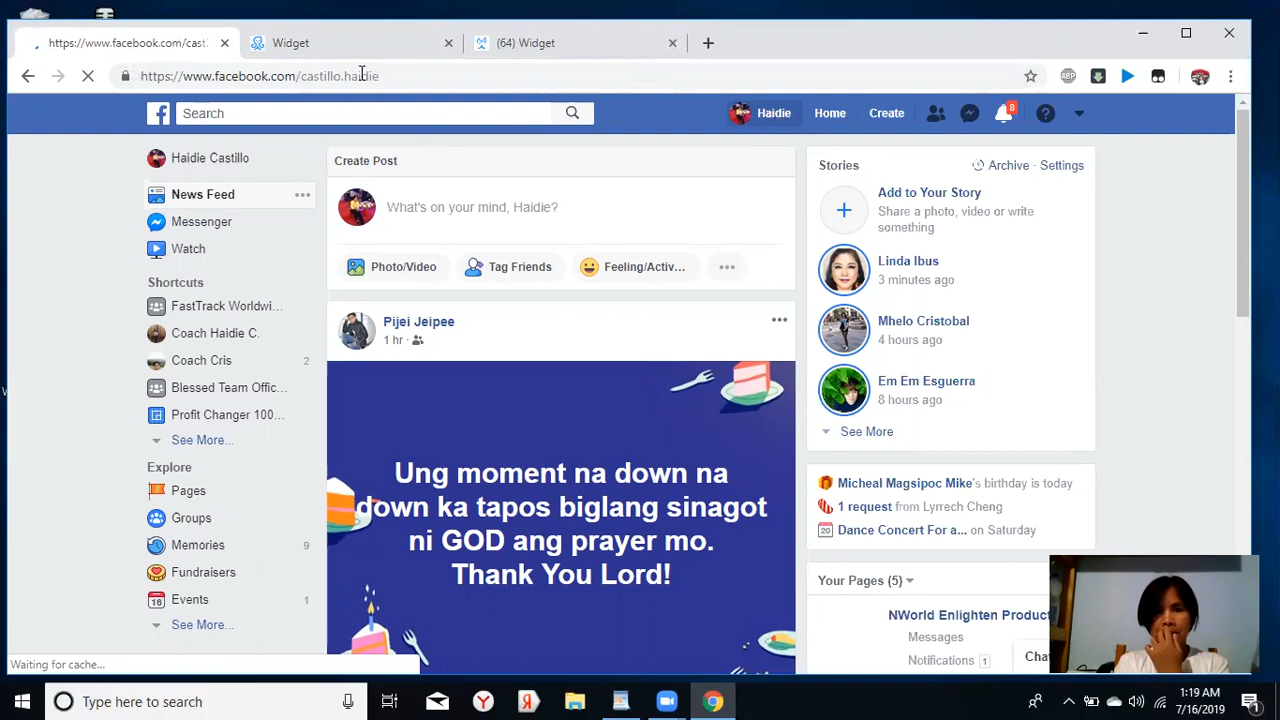 https://www.facebook.com/cast
Widget
(64) Widget
https://www.facebook.com/castillo.haidie
ABP
Search
Haidie
Home
Create
8
Haidie Castillo
News Feed
Messenger
Watch
Shortcuts
FastTrack Worldwi...
Coach Haidie C.
Coach Cris
2
Blessed Team Offic...
Profit Changer 100...
See More...
Explore
Pages
Groups
Memories
9
Fundraisers
Events
1
See More...
Create Post
What's on your mind, Haidie?
Photo/Video
Tag Friends
Feeling/Activ...
Pijei Jeipee
1 hr ·
Ung moment na down na
down ka tapos biglang sinagot
ni GOD ang prayer mo.
Thank You Lord!
Stories
Archive · Settings
Add to Your Story
Share a photo, video or write
something
Linda Ibus
3 minutes ago
Mhelo Cristobal
4 hours ago
Em Em Esguerra
8 hours ago
See More
Micheal Magsipoc Mike's birthday is today
1 request from Lyrrech Cheng
Dance Concert For a... on Saturday
Your Pages (5)
NWorld Enlighten Product
Messages
Notifications 1
Chat
Waiting for cache...
Type here to search
1:19 AM
7/16/2019
1